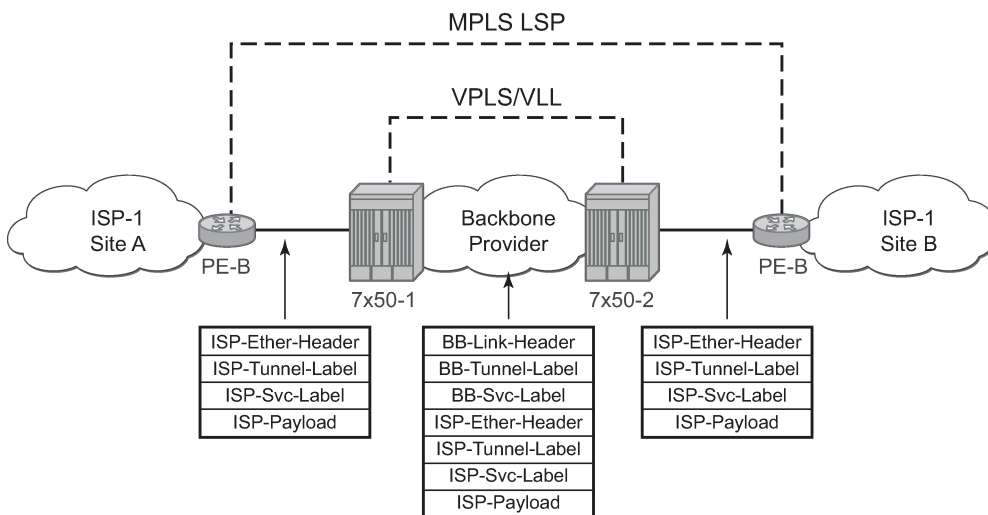 MPLS LSP
VPLS/VLL
ISP-1
Site A
PE-B
7x50-1
Backbone
Provider
7x50-2
PE-B
ISP-1
Site B
ISP-Ether-Header
ISP-Tunnel-Label
ISP-Svc-Label
ISP-Payload
BB-Link-Header
BB-Tunnel-Label
BB-Svc-Label
ISP-Ether-Header
ISP-Tunnel-Label
ISP-Svc-Label
ISP-Payload
ISP-Ether-Header
ISP-Tunnel-Label
ISP-Svc-Label
ISP-Payload